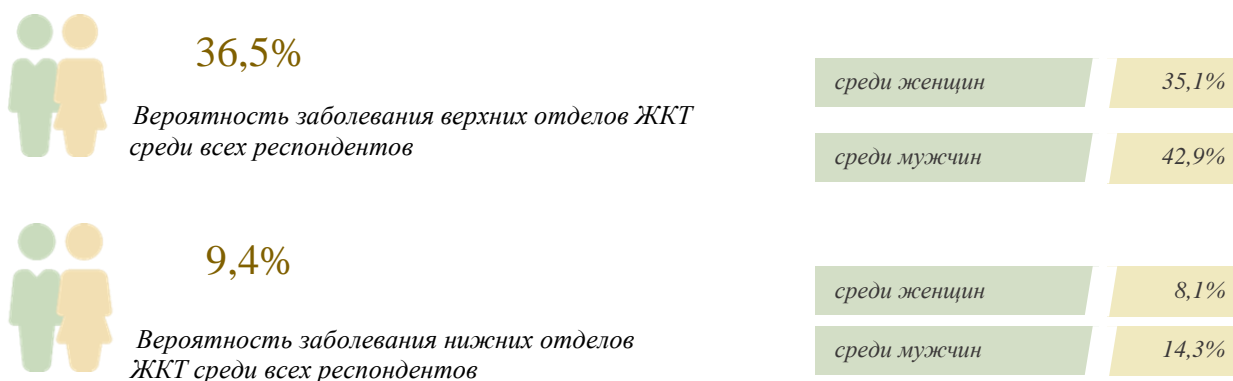 36,5%
Вероятность заболевания верхних отделов ЖКТ
среди всех респондентов
среди женщин 35,1%
среди мужчин 42,9%
9,4%
Вероятность заболевания нижних отделов
ЖКТ среди всех респондентов
среди женщин 8,1%
среди мужчин 14,3%